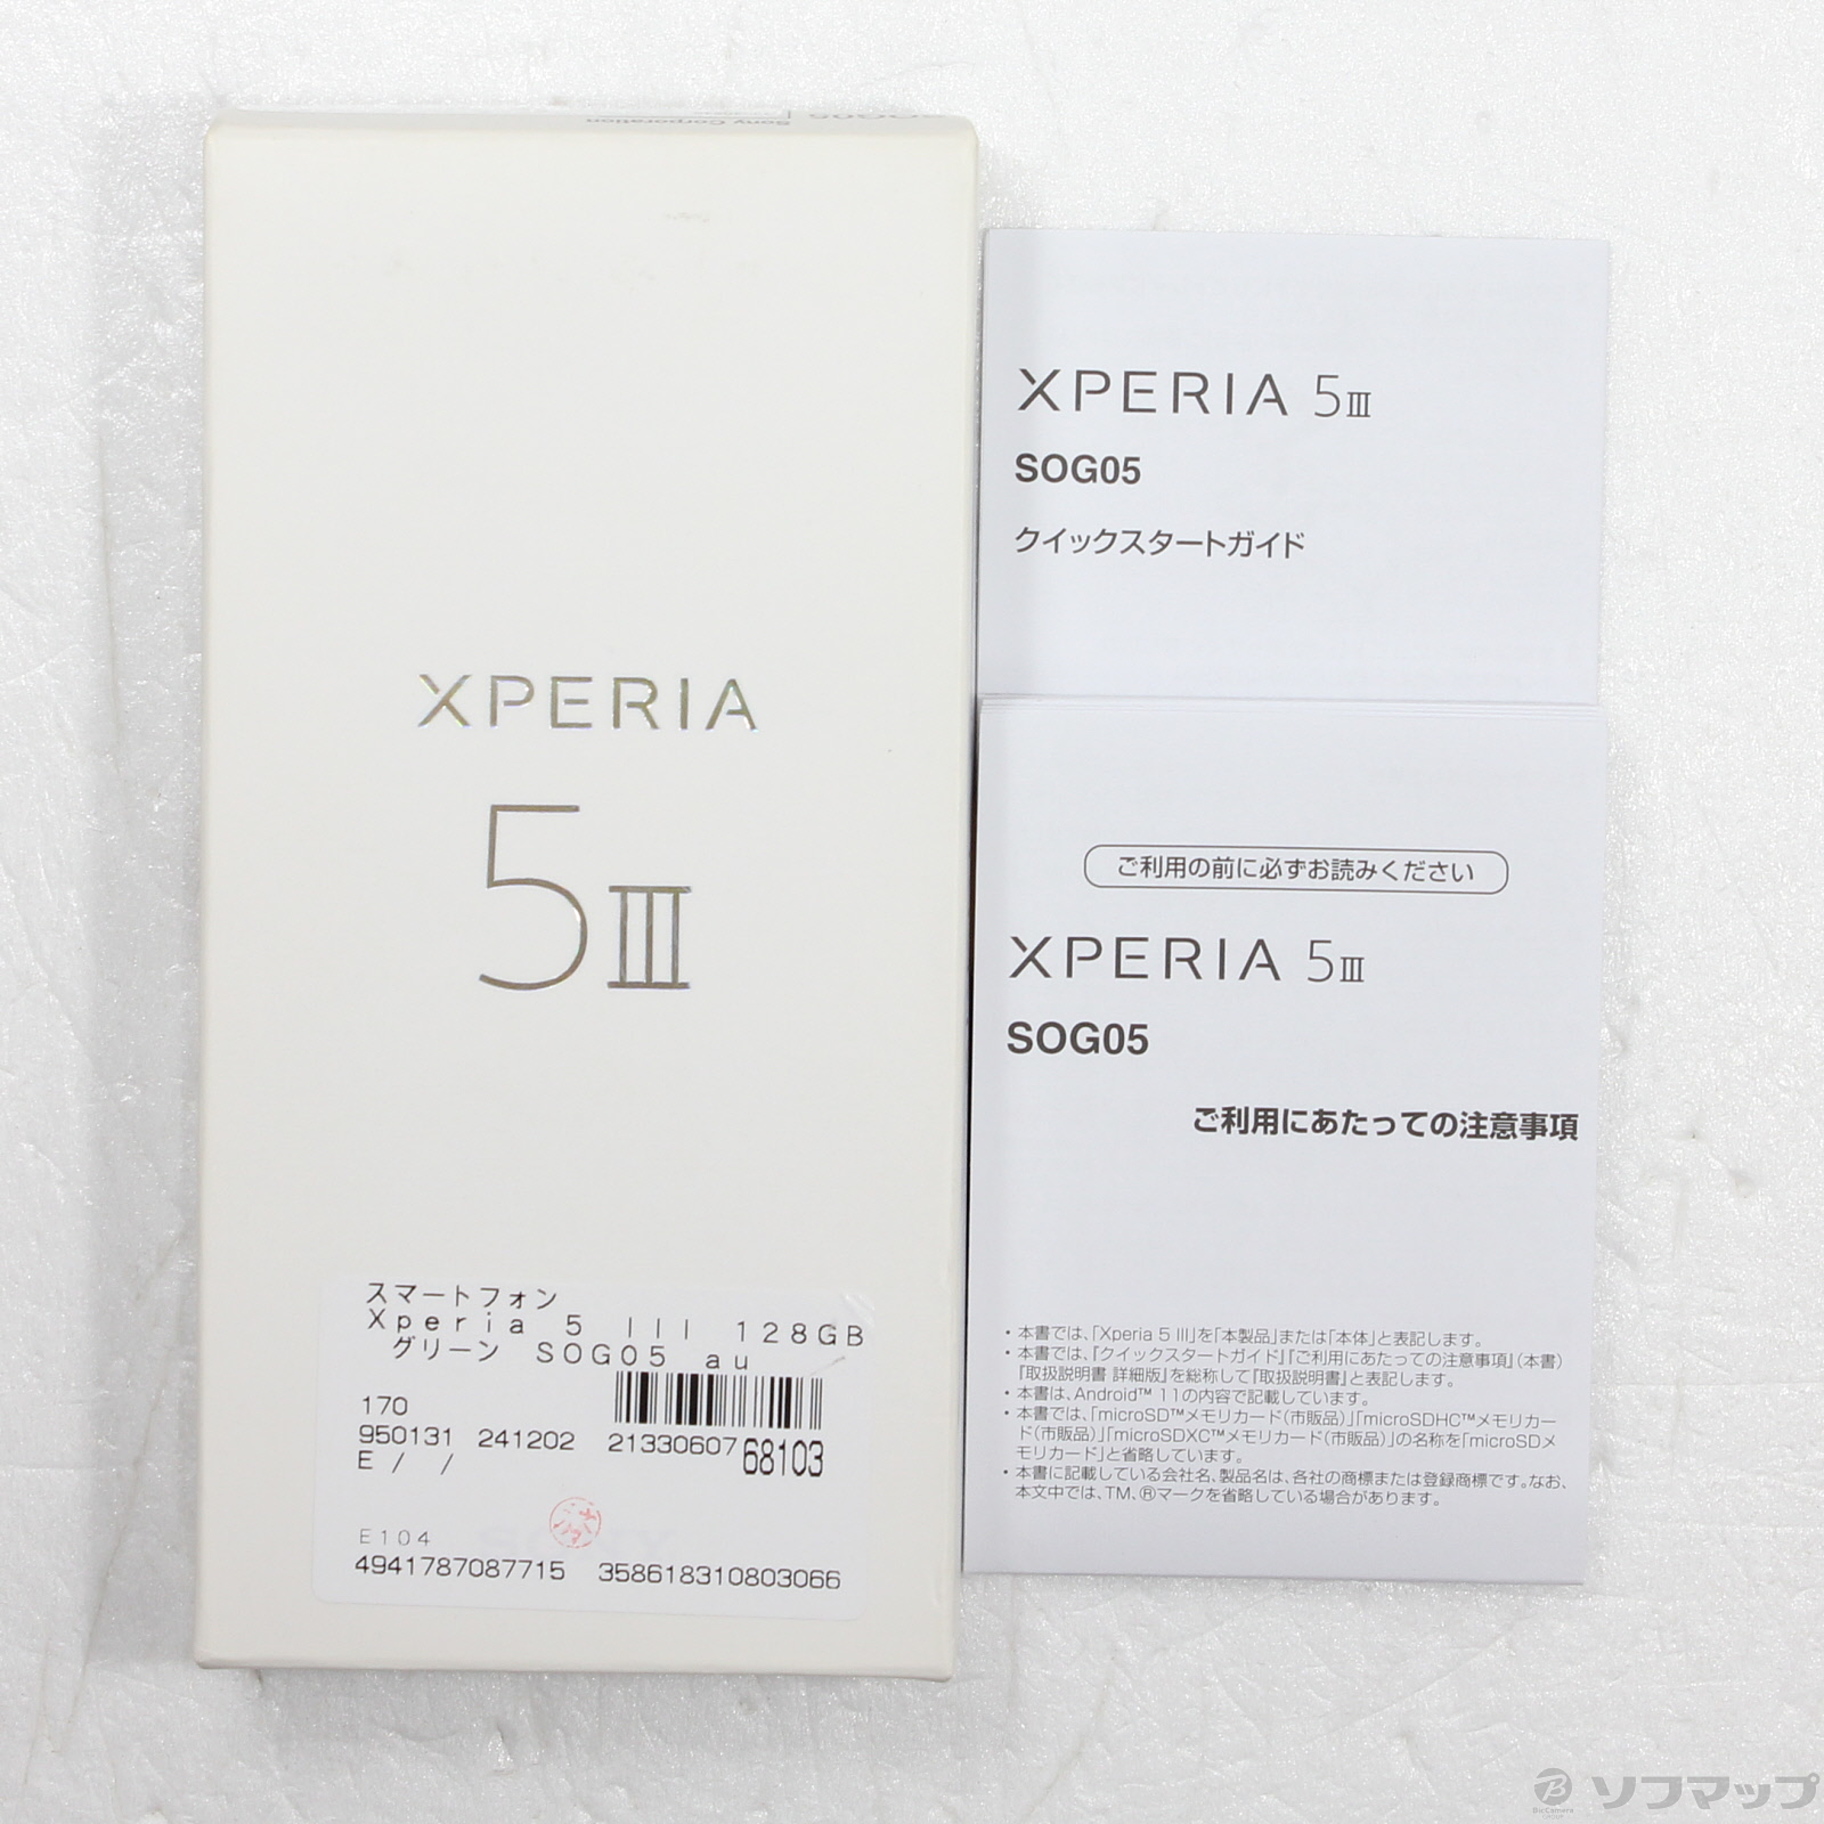 Sony Corporation
SOG05
XPERIA
5III
スマートフォン
Xperia 5 III 128GB
グリーン SOG05 au
170
950131 241202 2133060768103
E / /
E104
4941787087715 358618310803066
XPERIA 5III
SOG05
クイックスタートガイド
ご利用の前に必ずお読みください
XPERIA 5III
SOG05
ご利用にあたっての注意事項
・本書では、「Xperia 5 III」を「本製品」または「本体」と表記します。
・本書では、『クイックスタートガイド』『ご利用にあたっての注意事項』(本書)
『取扱説明書 詳細版』を総称して『取扱説明書』と表記します。
・本書は、Android™ 11の内容で記載しています。
・本書では、「microSD™メモリカード(市販品)」「microSDHC™メモリカー
ド(市販品)」「microSDXC™メモリカード(市販品)」の名称を「microSDメ
モリカード」と省略しています。
・本書に記載している会社名、製品名は、各社の商標または登録商標です。なお、
本文中では、TM、®マークを省略している場合があります。
BicCamera
GROUP
ソフマップ